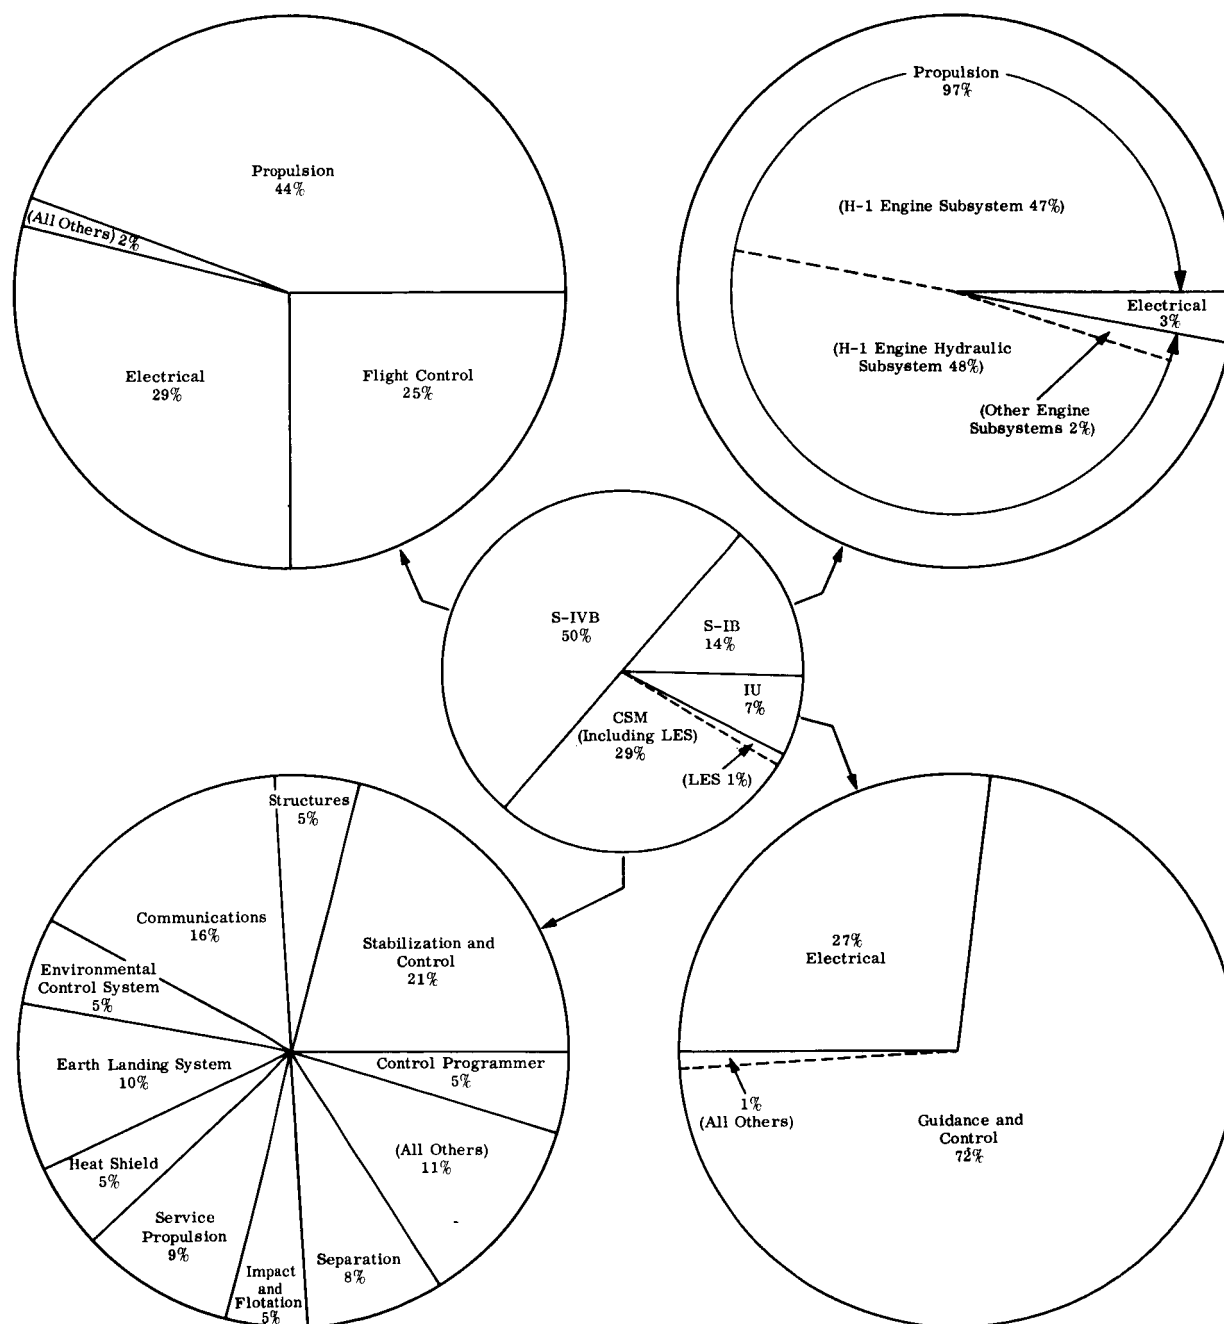 Propulsion
44%
(All Others) 2%
Electrical
29%
Flight Control
25%
Propulsion
97%
(H-1 Engine Subsystem 47%)
Electrical
3%
(H-1 Engine Hydraulic
Subsystem 48%)
(Other Engine
Subsystems 2%)
S-IVB
50%
S-IB
14%
IU
7%
CSM
(Including LES)
29%
(LES 1%)
Structures
5%
Communications
16%
Stabilization and
Control
21%
Environmental
Control System
5%
Earth Landing System
10%
Control Programmer
5%
(All Others)
11%
Heat Shield
5%
Service
Propulsion
9%
Impact
and
Flotation
5%
Separation
8%
27%
Electrical
1%
(All Others)
Guidance and
Control
72%